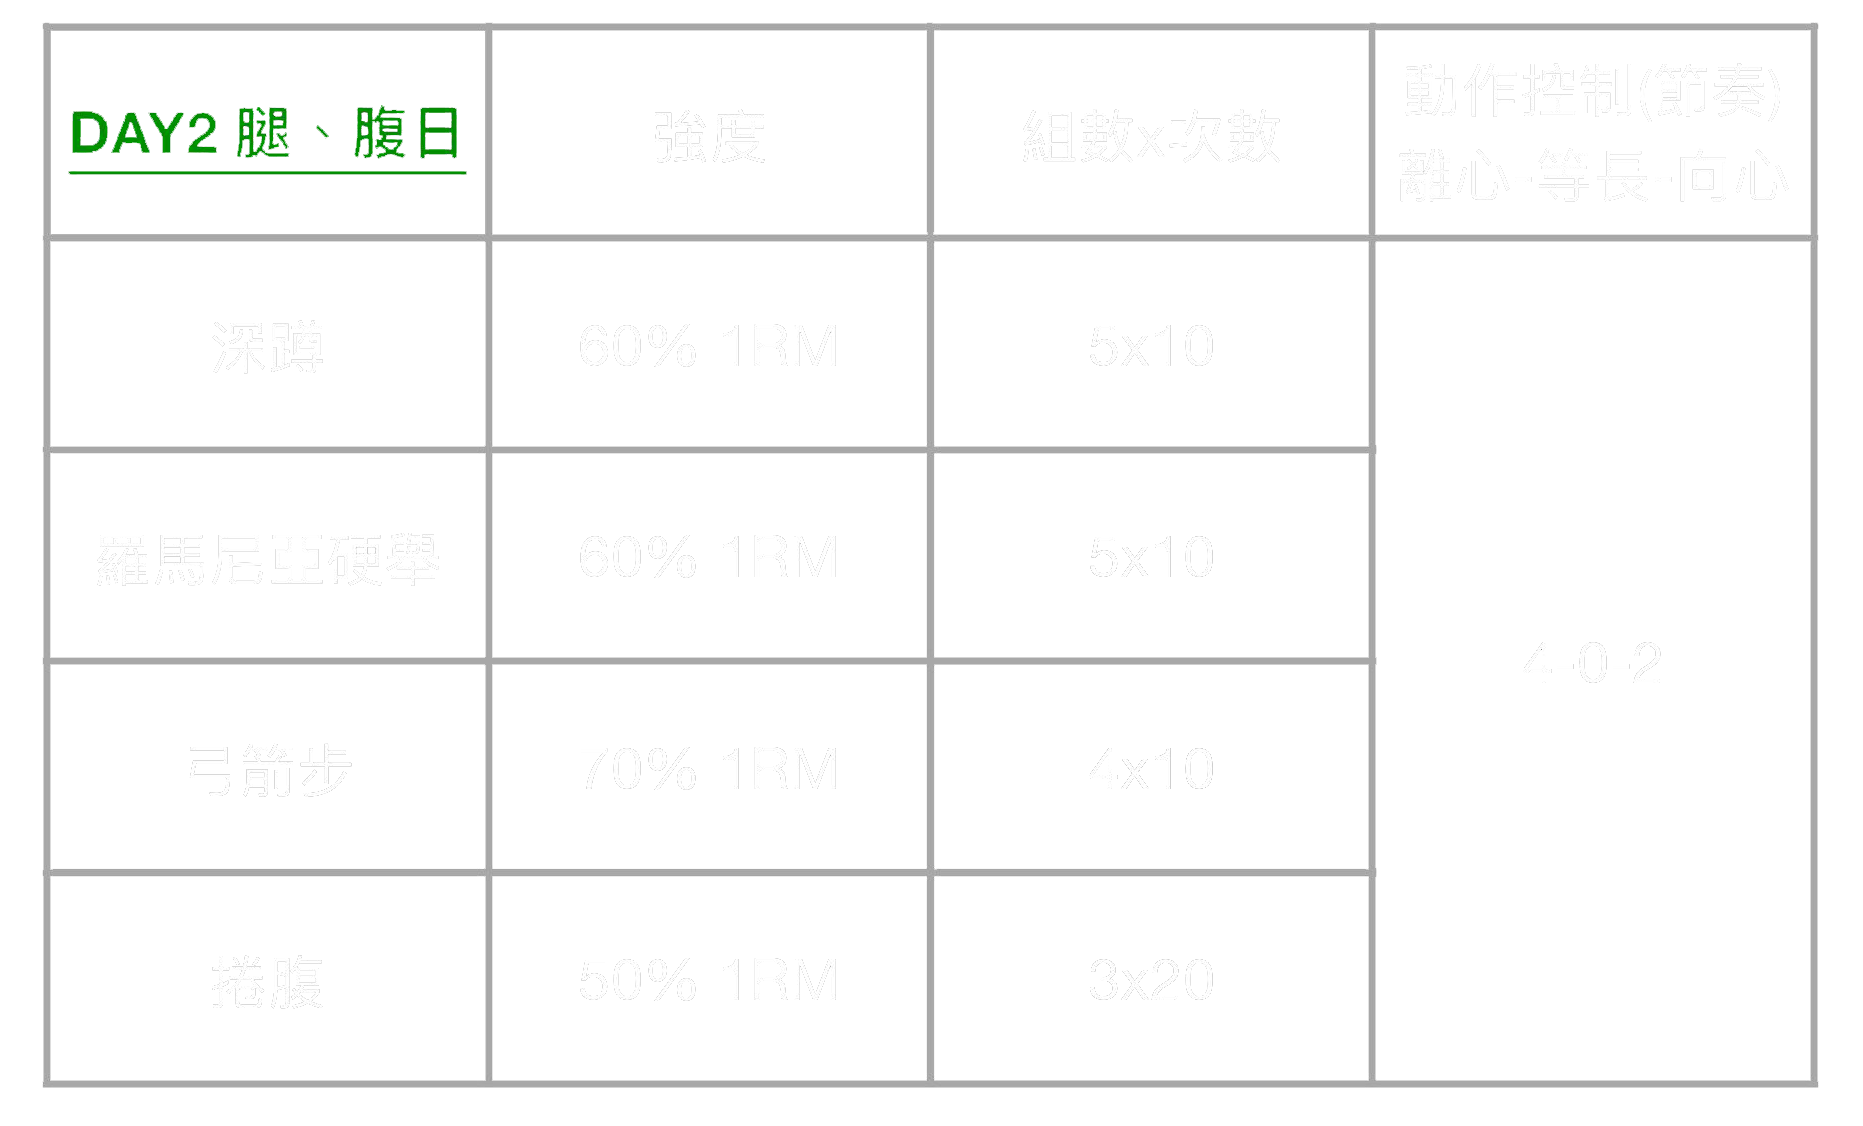 DAY2 腿、腹日
強度
組數x次數
動作控制(節奏)
離心-等長-向心
深蹲
60% 1RM
5x10
4-0-2
羅馬尼亞硬舉
60% 1RM
5x10
弓箭步
70% 1RM
4x10
捲腹
50% 1RM
3x20